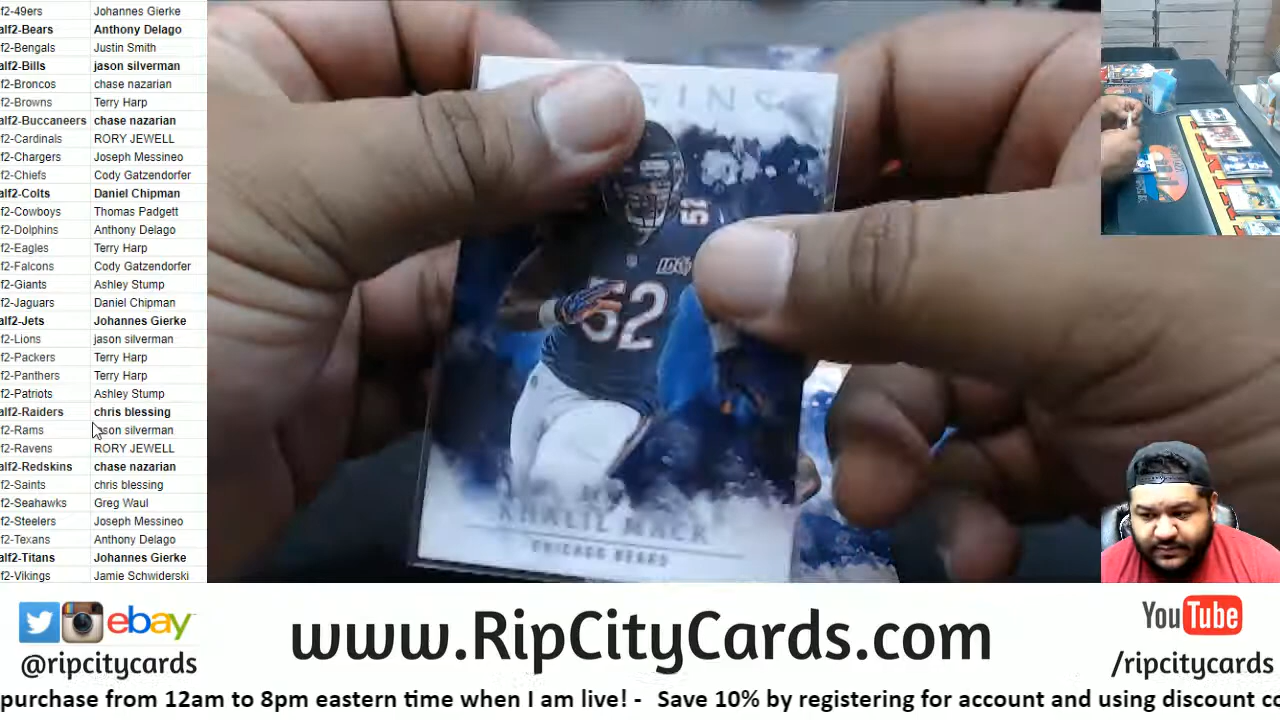 f2-49ers Johannes Gierke
alf2-Bears Anthony Delago
f2-Bengals Justin Smith
alf2-Bills jason silverman
f2-Broncos chase nazarian
f2-Browns Terry Harp
alf2-Buccaneers chase nazarian
f2-Cardinals RORY JEWELL
f2-Chargers Joseph Messineo
f2-Chiefs Cody Gatzendorfer
alf2-Colts Daniel Chipman
f2-Cowboys Thomas Padgett
f2-Dolphins Anthony Delago
f2-Eagles Terry Harp
f2-Falcons Cody Gatzendorfer
f2-Giants Ashley Stump
f2-Jaguars Daniel Chipman
alf2-Jets Johannes Gierke
f2-Lions jason silverman
f2-Packers Terry Harp
f2-Panthers Terry Harp
f2-Patriots Ashley Stump
alf2-Raiders chris blessing
f2-Rams jason silverman
f2-Ravens RORY JEWELL
alf2-Redskins chase nazarian
f2-Saints chris blessing
f2-Seahawks Greg Waul
f2-Steelers Joseph Messineo
f2-Texans Anthony Delago
alf2-Titans Johannes Gierke
f2-Vikings Jamie Schwiderski
GINS
52
100
52
KHALIL MACK
CHICAGO BEARS
ebay
@ripcitycards
www.RipCityCards.com
YouTube
/ripcitycards
purchase from 12am to 8pm eastern time when I am live! - Save 10% by registering for account and using discount co